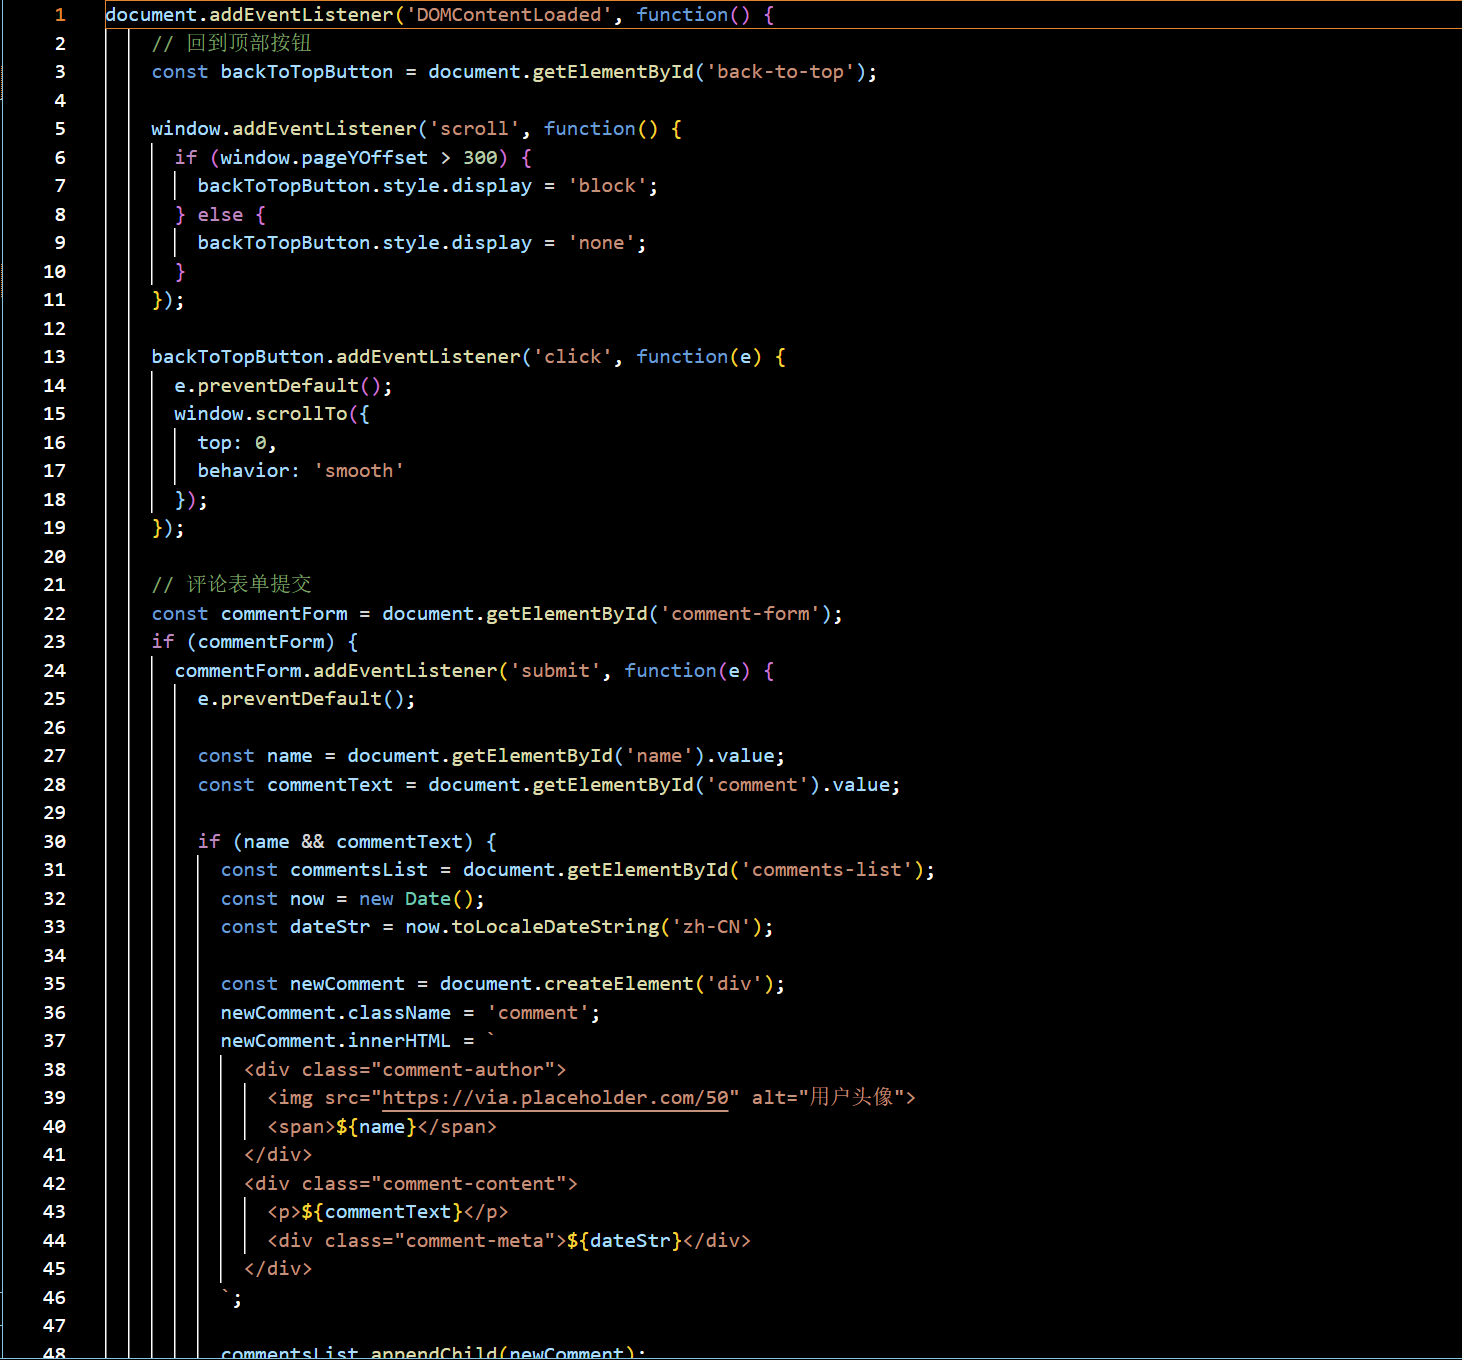 1 document.addEventListener('DOMContentLoaded', function() {
2 // 回到顶部按钮
3 const backToTopButton = document.getElementById('back-to-top');
4
5 window.addEventListener('scroll', function() {
6 if (window.pageYOffset > 300) {
7 backToTopButton.style.display = 'block';
8 } else {
9 backToTopButton.style.display = 'none';
10 }
11 });
12
13 backToTopButton.addEventListener('click', function(e) {
14 e.preventDefault();
15 window.scrollTo({
16 top: 0,
17 behavior: 'smooth'
18 });
19 });
20
21 // 评论表单提交
22 const commentForm = document.getElementById('comment-form');
23 if (commentForm) {
24 commentForm.addEventListener('submit', function(e) {
25 e.preventDefault();
26
27 const name = document.getElementById('name').value;
28 const commentText = document.getElementById('comment').value;
29
30 if (name && commentText) {
31 const commentsList = document.getElementById('comments-list');
32 const now = new Date();
33 const dateStr = now.toLocaleDateString('zh-CN');
34
35 const newComment = document.createElement('div');
36 newComment.className = 'comment';
37 newComment.innerHTML = `
38 <div class="comment-author">
39 <img src="https://via.placeholder.com/50" alt="用户头像">
40 <span>${name}</span>
41 </div>
42 <div class="comment-content">
43 <p>${commentText}</p>
44 <div class="comment-meta">${dateStr}</div>
45 </div>
46 `;
47
48 commentsList.appendChild(newComment);